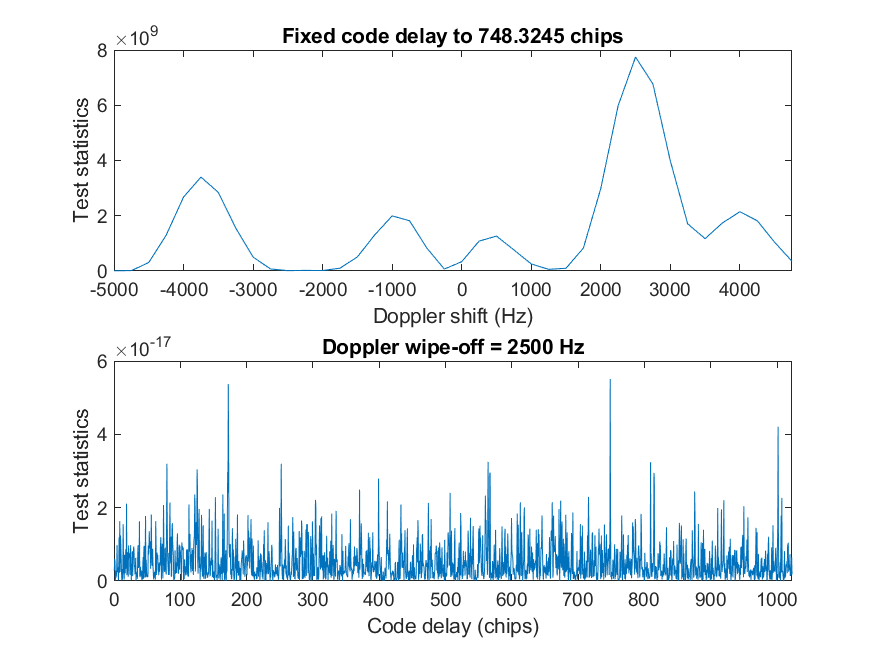 ×10^9
Fixed code delay to 748.3245 chips
8
6
4
2
0
Test statistics
-5000 -4000 -3000 -2000 -1000 0 1000 2000 3000 4000
Doppler shift (Hz)
×10^-17
Doppler wipe-off = 2500 Hz
6
4
2
0
Test statistics
0 100 200 300 400 500 600 700 800 900 1000
Code delay (chips)